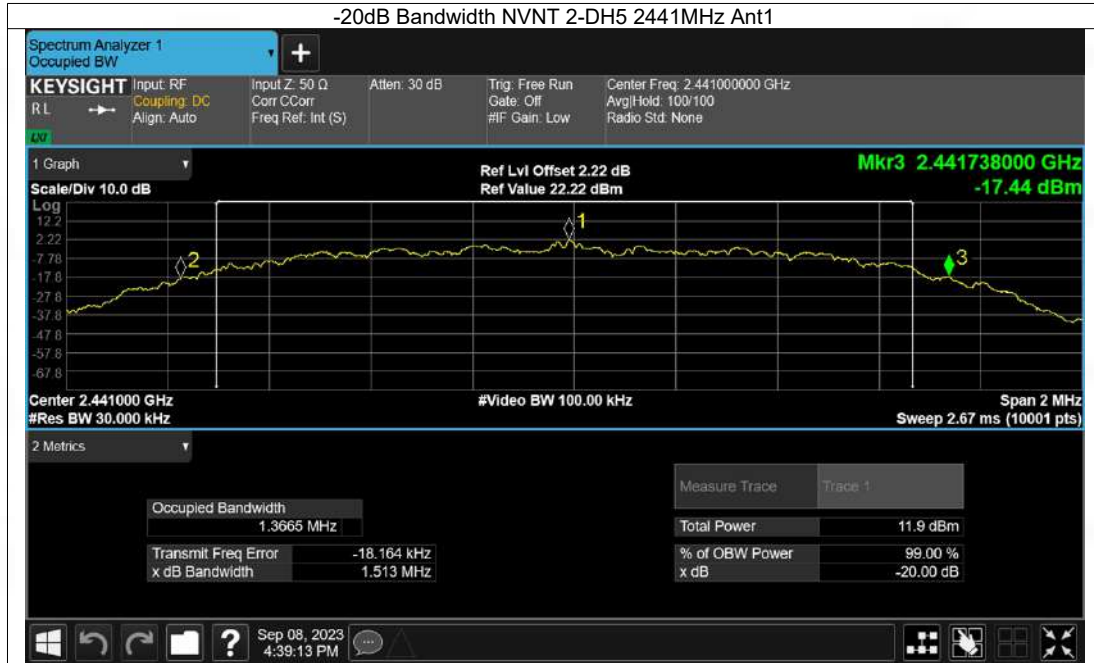 -20dB Bandwidth NVNT 2-DH5 2441MHz Ant1
Spectrum Analyzer 1
Occupied BW
+
KEYSIGHT Input: RF Input Z: 50 Ω Atten: 30 dB Trig: Free Run Center Freq: 2.441000000 GHz
R L Coupling: DC Corr CCorr Gate: Off Avg|Hold: 100/100
Align: Auto Freq Ref: Int (S) #IF Gain: Low Radio Std: None
LXI
1 Graph Ref Lvl Offset 2.22 dB Mkr3 2.441738000 GHz
Scale/Div 10.0 dB Ref Value 22.22 dBm -17.44 dBm
Log
12.2
2.22
-7.78
-17.8
-27.8
-37.8
-47.8
-57.8
-67.8
1
2
3
Center 2.441000 GHz #Video BW 100.00 kHz Span 2 MHz
#Res BW 30.000 kHz Sweep 2.67 ms (10001 pts)
2 Metrics
Measure Trace Trace 1
Occupied Bandwidth
1.3665 MHz Total Power 11.9 dBm
Transmit Freq Error -18.164 kHz % of OBW Power 99.00 %
x dB Bandwidth 1.513 MHz x dB -20.00 dB
? Sep 08, 2023
4:39:13 PM